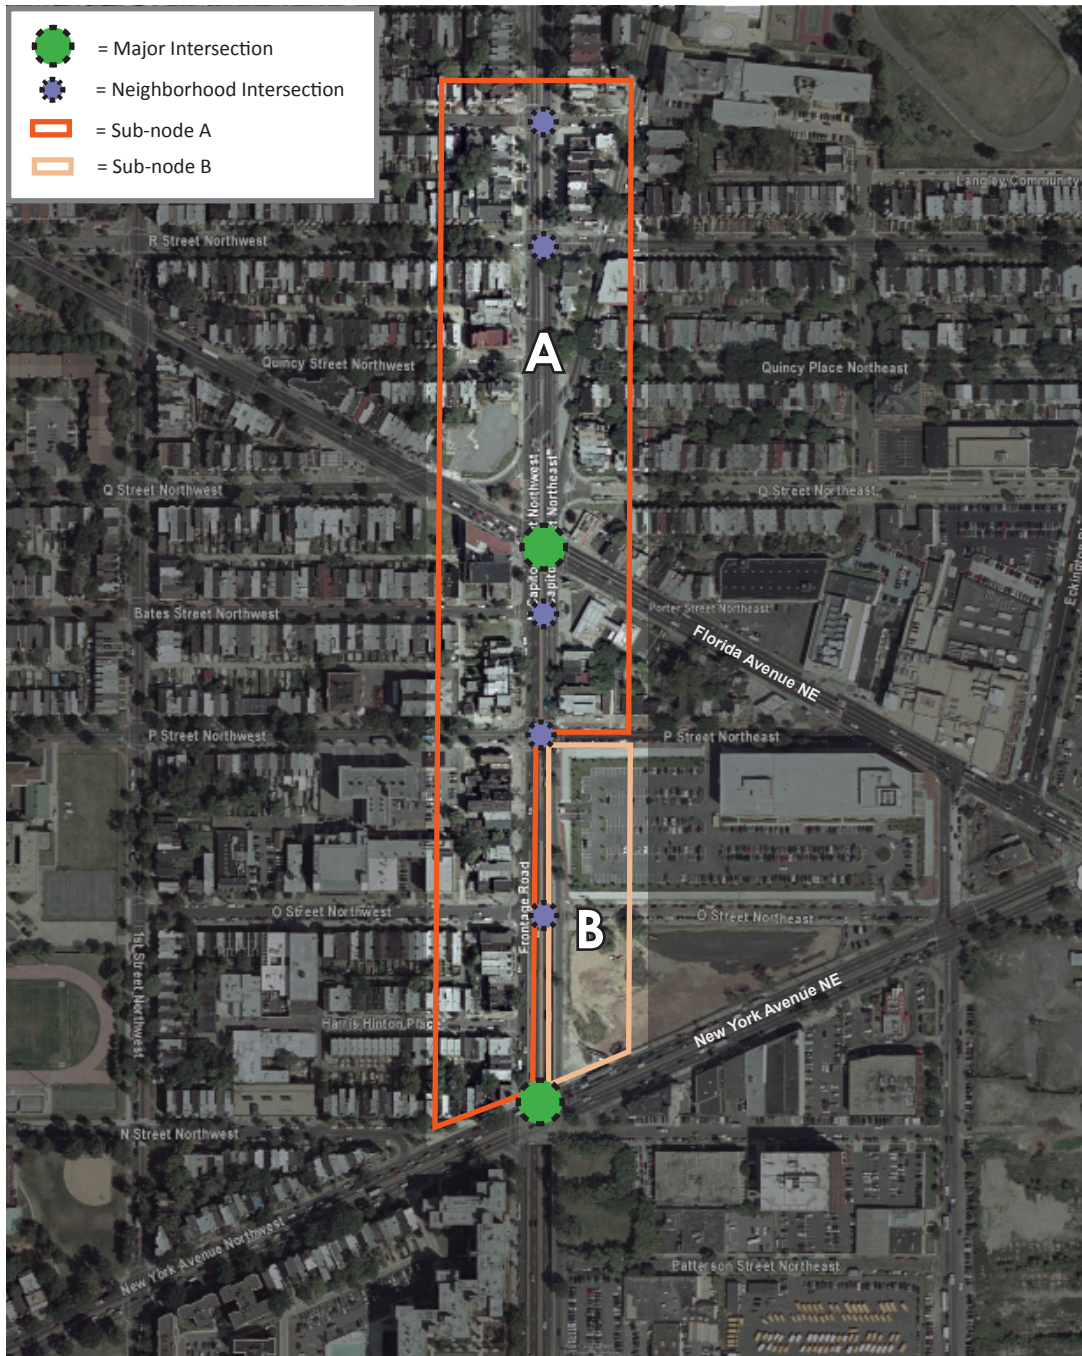 = Major Intersection
= Neighborhood Intersection
= Sub-node A
= Sub-node B
Langley Community
R Street Northwest
A
Quincy Street Northwest
Quincy Place Northeast
Q Street Northwest
Northwest
Northeast
Q Street Northeast
Bates Street Northwest
Porter Street Northeast
Florida Avenue NE
P Street Northwest
P Street Northeast
Frontage Road
O Street Northwest
B
O Street Northeast
1st Street Northwest
New York Avenue NE
Harris Hinton Place
N Street Northwest
New York Avenue Northwest
Patterson Street Northeast